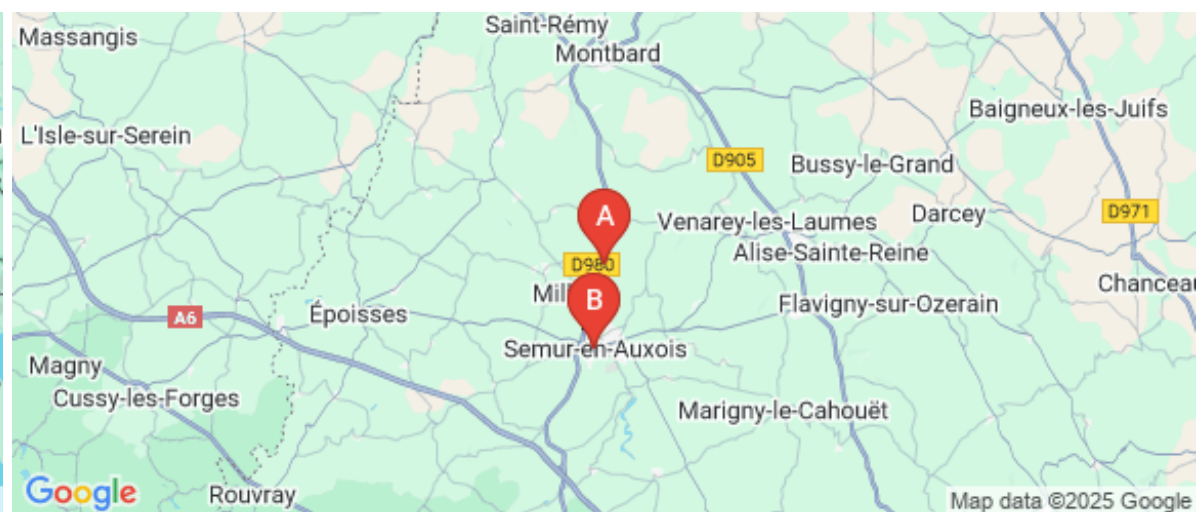 Saint-Rémy
Massangis
Montbard
Baigneux-les-Juifs
L'Isle-sur-Serein
D905
Bussy-le-Grand
A
Venarey-les-Laumes
Darcey
D971
Alise-Sainte-Reine
D980
Chanceau
Mill
B
Flavigny-sur-Ozerain
Époisses
A6
Semur-en-Auxois
Magny
Cussy-les-Forges
Marigny-le-Cahouët
Google
Rouvray
Map data ©2025 Google